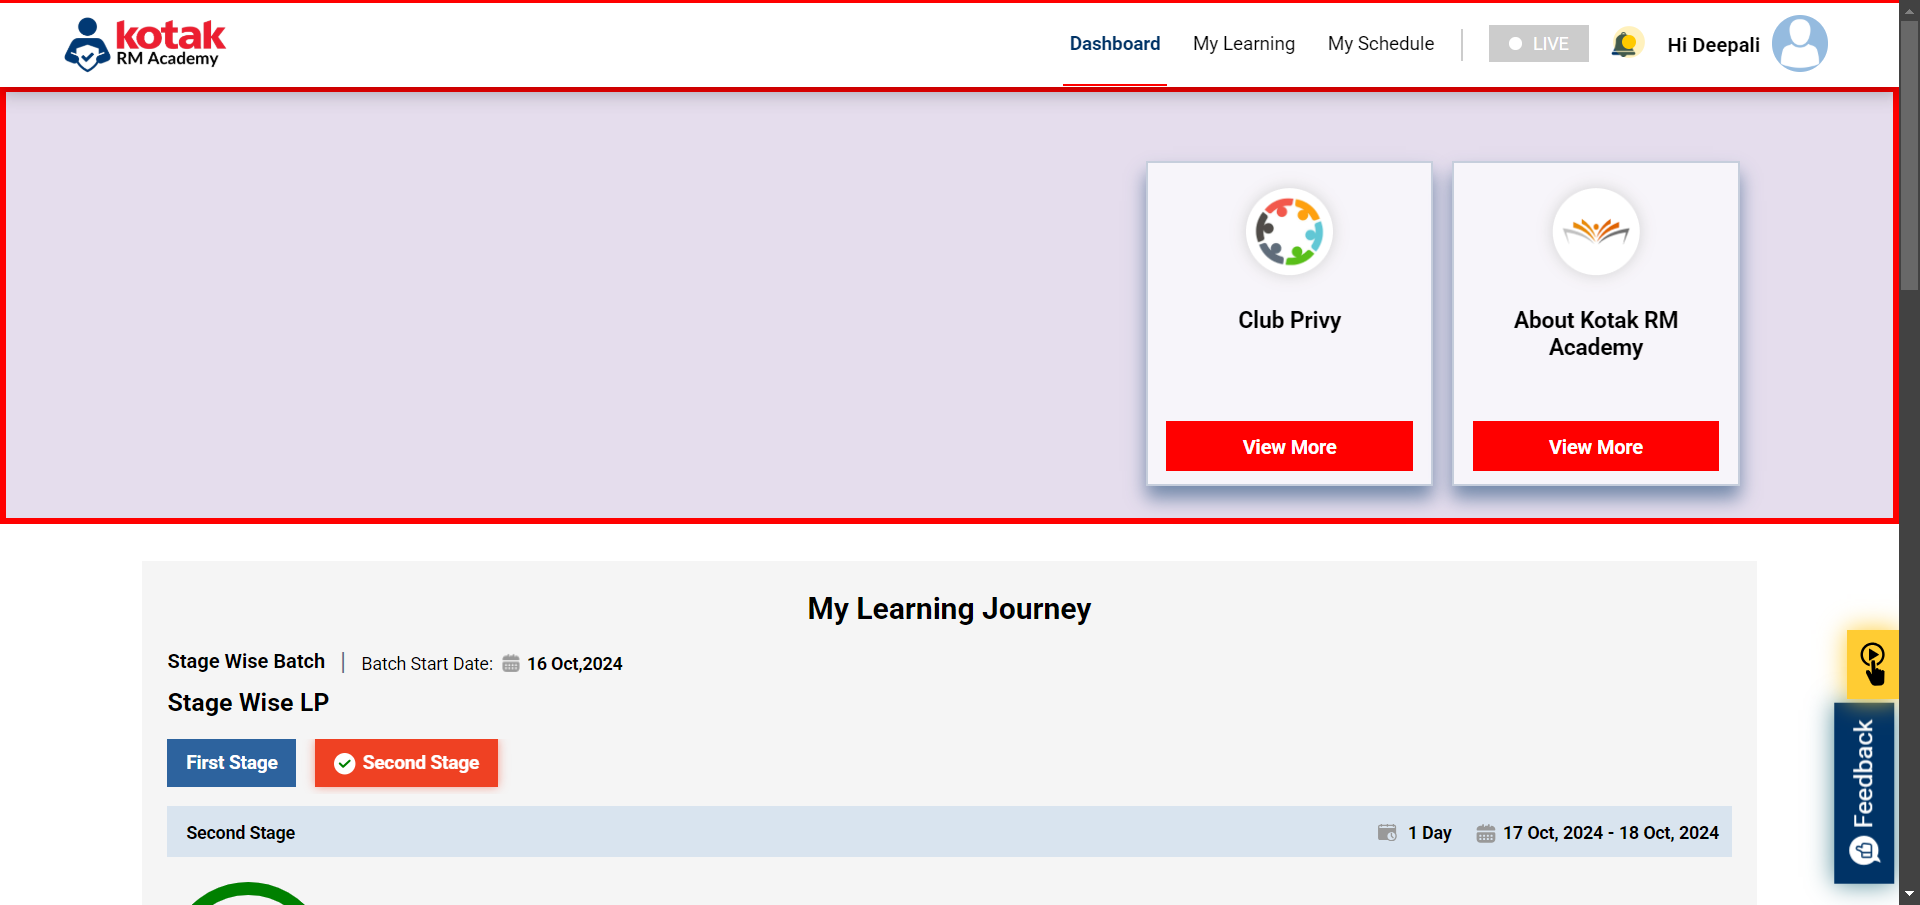 kotak
RM Academy
Dashboard
My Learning
My Schedule
LIVE
Hi Deepali
Club Privy
View More
About Kotak RM
Academy
View More
My Learning Journey
Stage Wise Batch
Batch Start Date: 16 Oct,2024
Stage Wise LP
First Stage
Second Stage
Second Stage
1 Day
17 Oct, 2024 - 18 Oct, 2024
Feedback